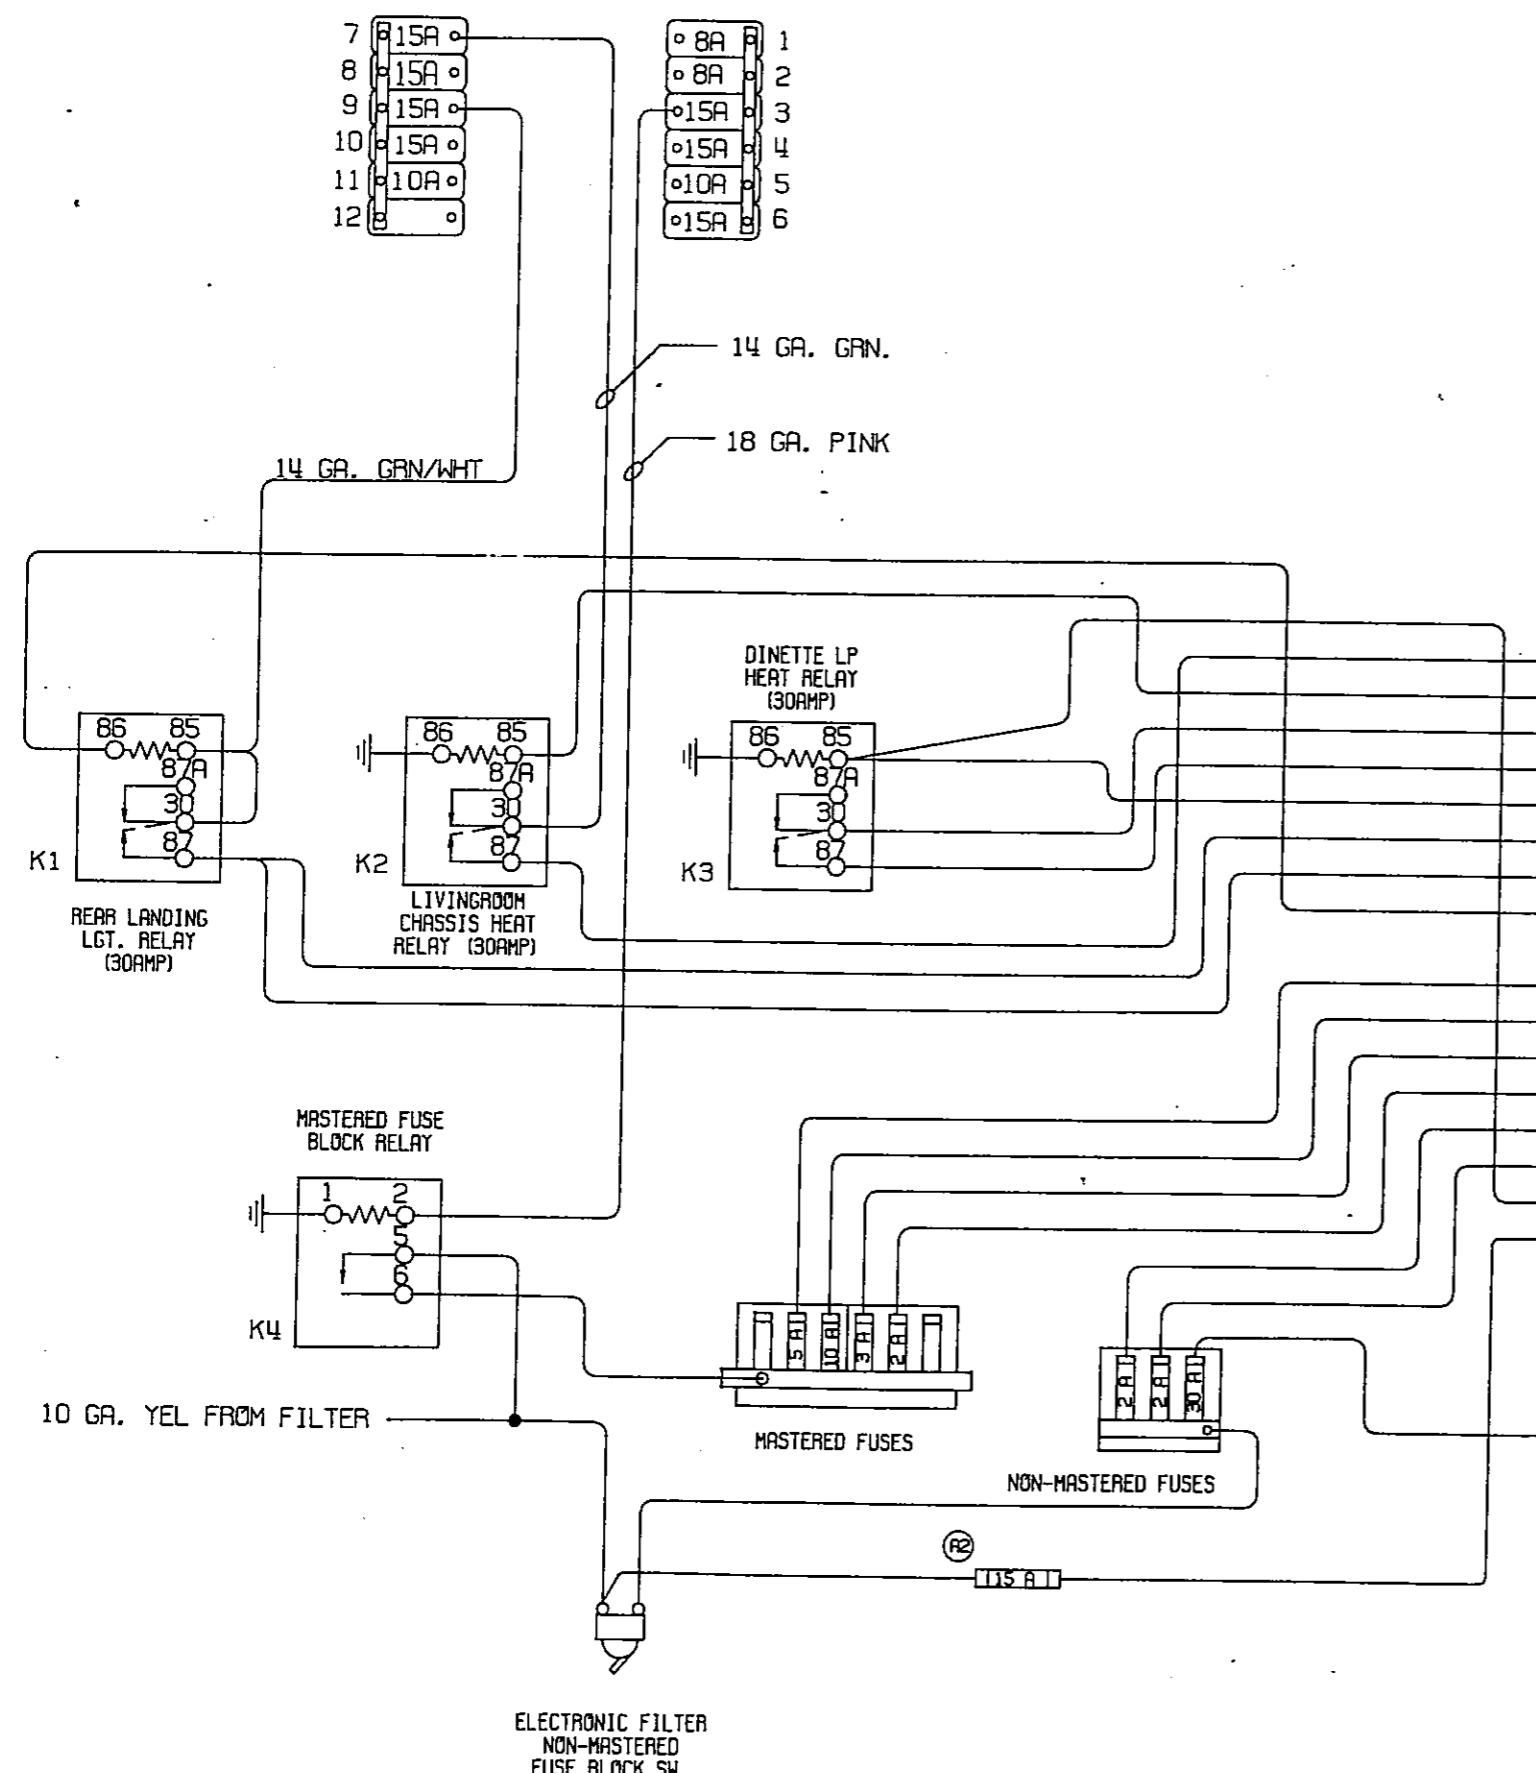 7 15A
8 15A
9 15A
10 15A
11 10A
12
8A 1
8A 2
15A 3
15A 4
10A 5
15A 6
14 GA. GRN.
18 GA. PINK
14 GA. GRN/WHT
86 85
87A
30
87
K1
REAR LANDING
LGT. RELAY
(30AMP)
86 85
87A
30
87
K2
LIVINGROOM
CHASSIS HEAT
RELAY (30AMP)
DINETTE LP
HEAT RELAY
(30AMP)
86 85
87A
30
87
K3
MASTERED FUSE
BLOCK RELAY
1 2
5
6
K4
10 GA. YEL FROM FILTER
5 A 10 A 3 A 2 A
MASTERED FUSES
2 A 2 A 30 A
NON-MASTERED FUSES
A2
15 A
ELECTRONIC FILTER
NON-MASTERED
FUSE BLOCK SW.